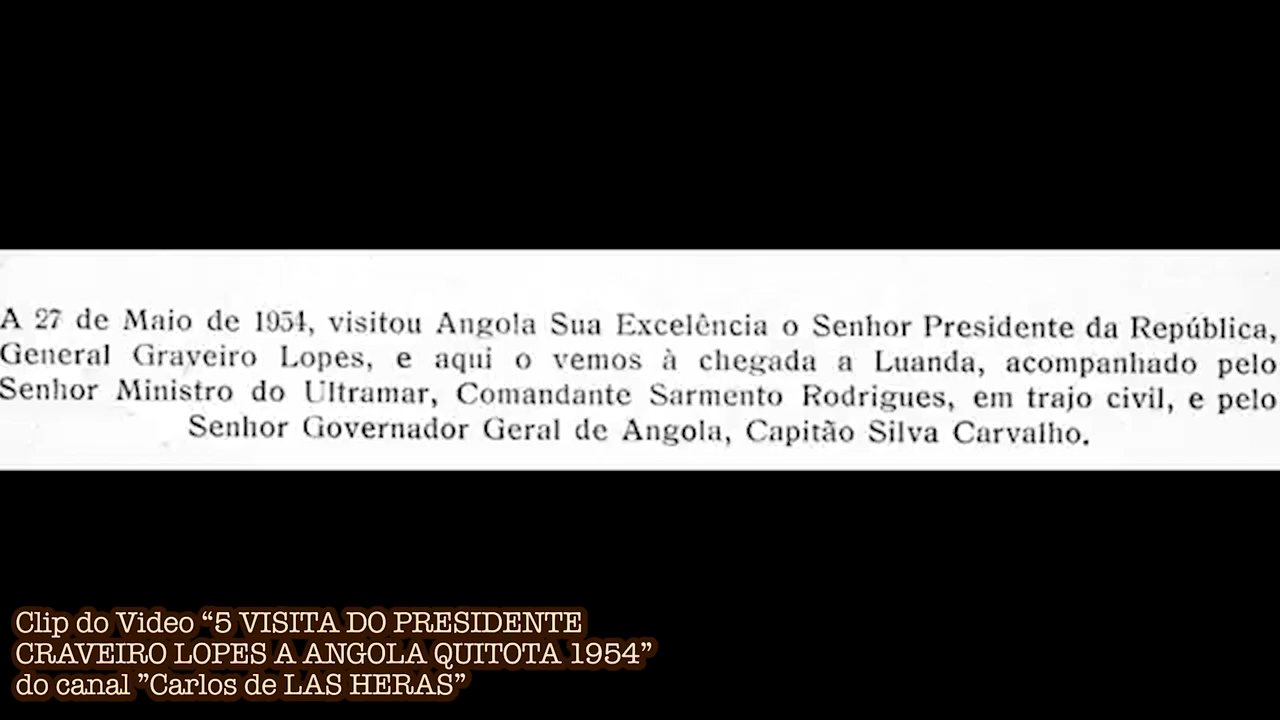 A 27 de Maio de 1954, visitou Angola Sua Excelência o Senhor Presidente da República,
General Graveiro Lopes, e aqui o vemos à chegada a Luanda, acompanhado pelo
Senhor Ministro do Ultramar, Comandante Sarmento Rodrigues, em trajo civil, e pelo
Senhor Governador Geral de Angola, Capitão Silva Carvalho.
Clip do Video “5 VISITA DO PRESIDENTE
CRAVEIRO LOPES A ANGOLA QUITOTA 1954”
do canal ”Carlos de LAS HERAS”